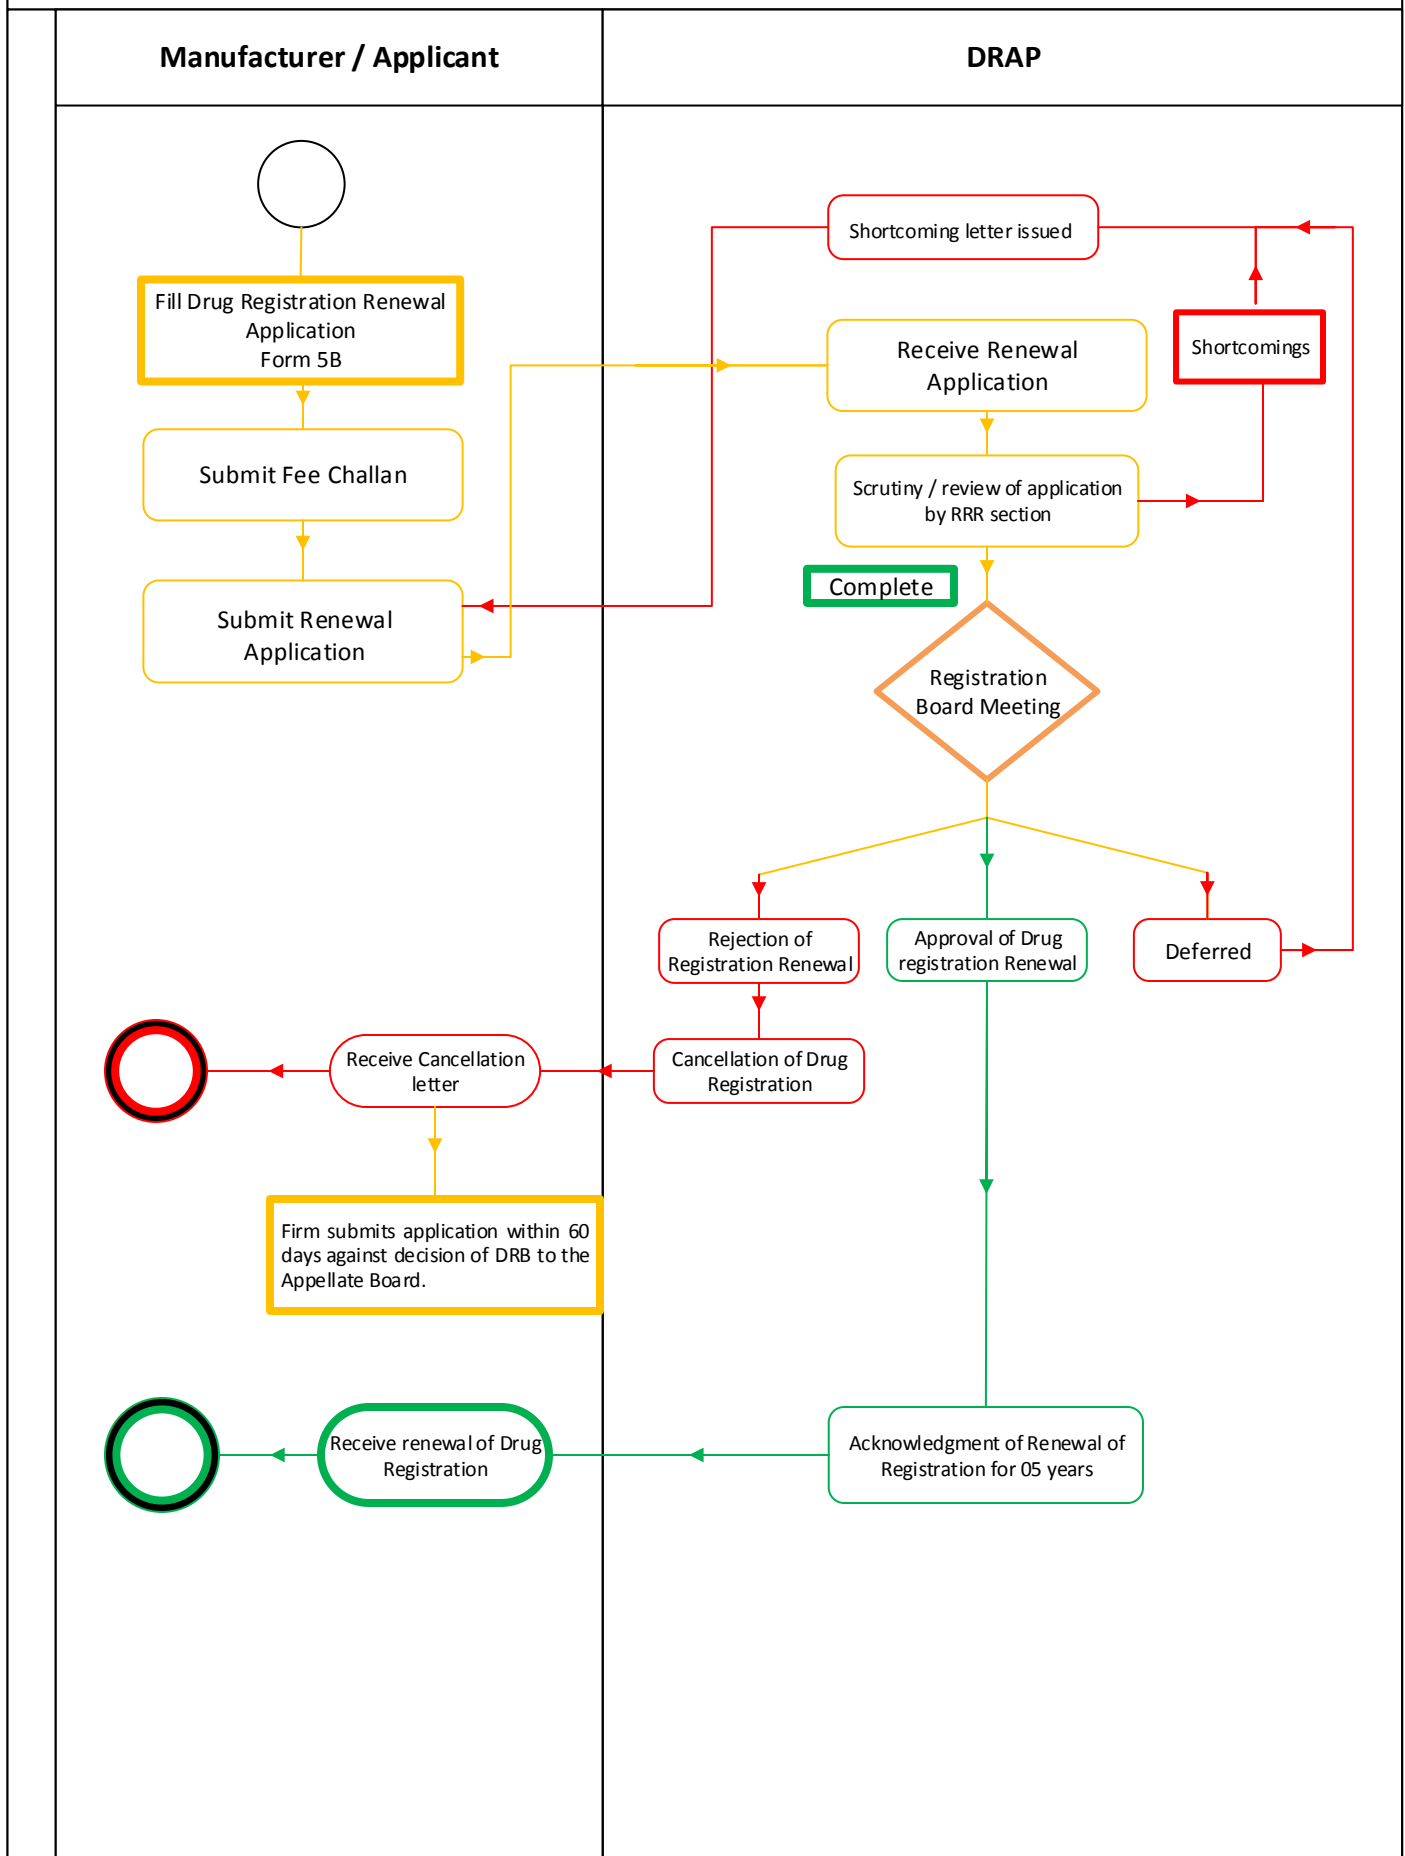 Manufacturer / Applicant
DRAP
Fill Drug Registration Renewal
Application
Form 5B
Submit Fee Challan
Submit Renewal
Application
Shortcoming letter issued
Shortcomings
Receive Renewal
Application
Scrutiny / review of application
by RRR section
Complete
Registration
Board Meeting
Rejection of
Registration Renewal
Approval of Drug
registration Renewal
Deferred
Cancellation of Drug
Registration
Receive Cancellation
letter
Firm submits application within 60
days against decision of DRB to the
Appellate Board.
Acknowledgment of Renewal of
Registration for 05 years
Receive renewal of Drug
Registration